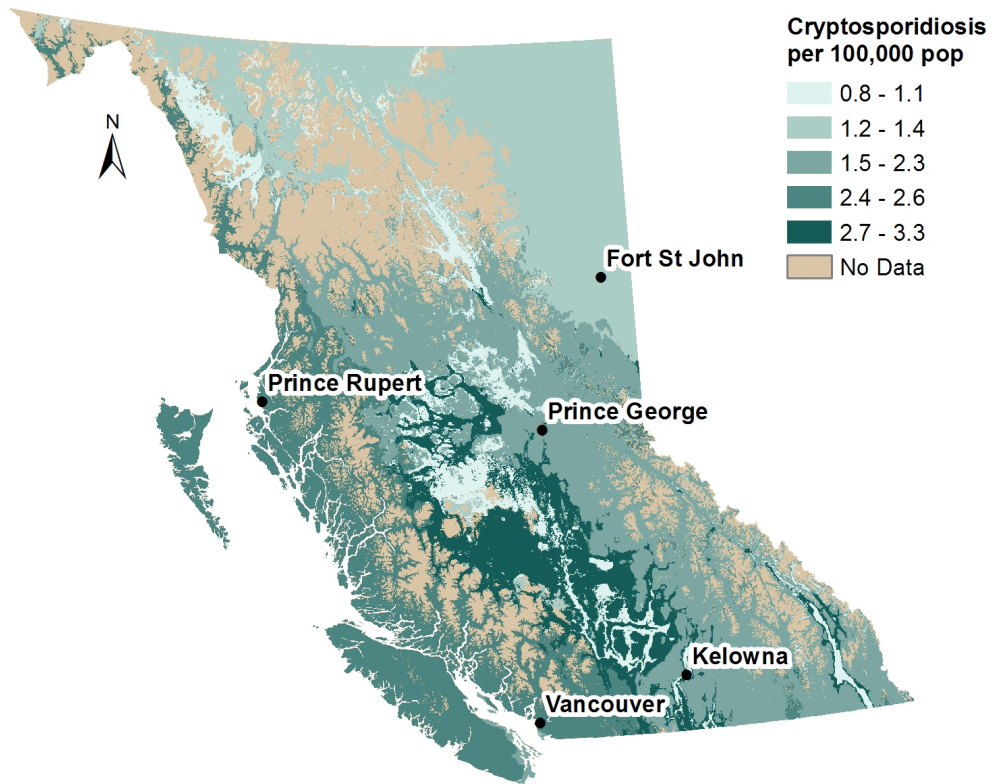 Cryptosporidiosis
per 100,000 pop
0.8 - 1.1
1.2 - 1.4
1.5 - 2.3
2.4 - 2.6
2.7 - 3.3
No Data
N
Fort St John
Prince Rupert
Prince George
Kelowna
Vancouver